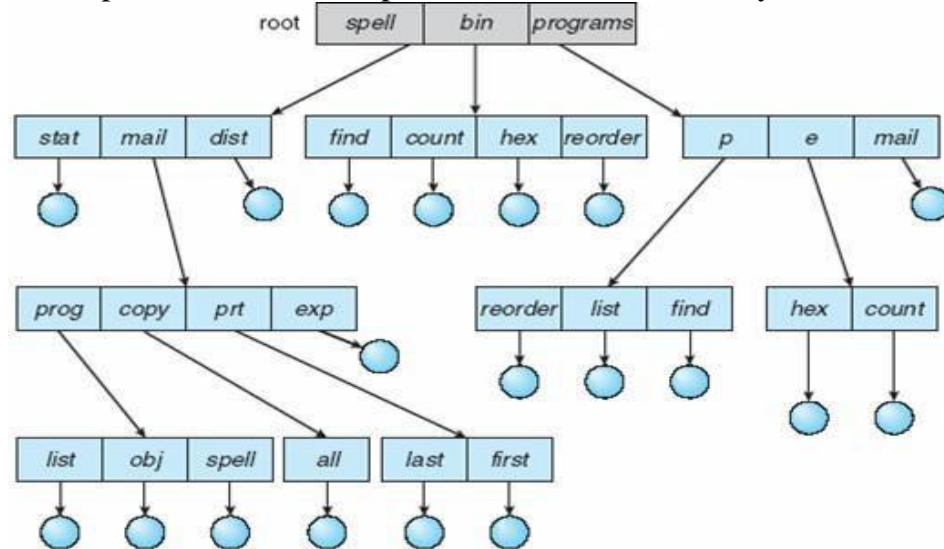 root spell bin programs
stat mail dist find count hex reorder p e mail
prog copy prt exp reorder list find hex count
list obj spell all last first